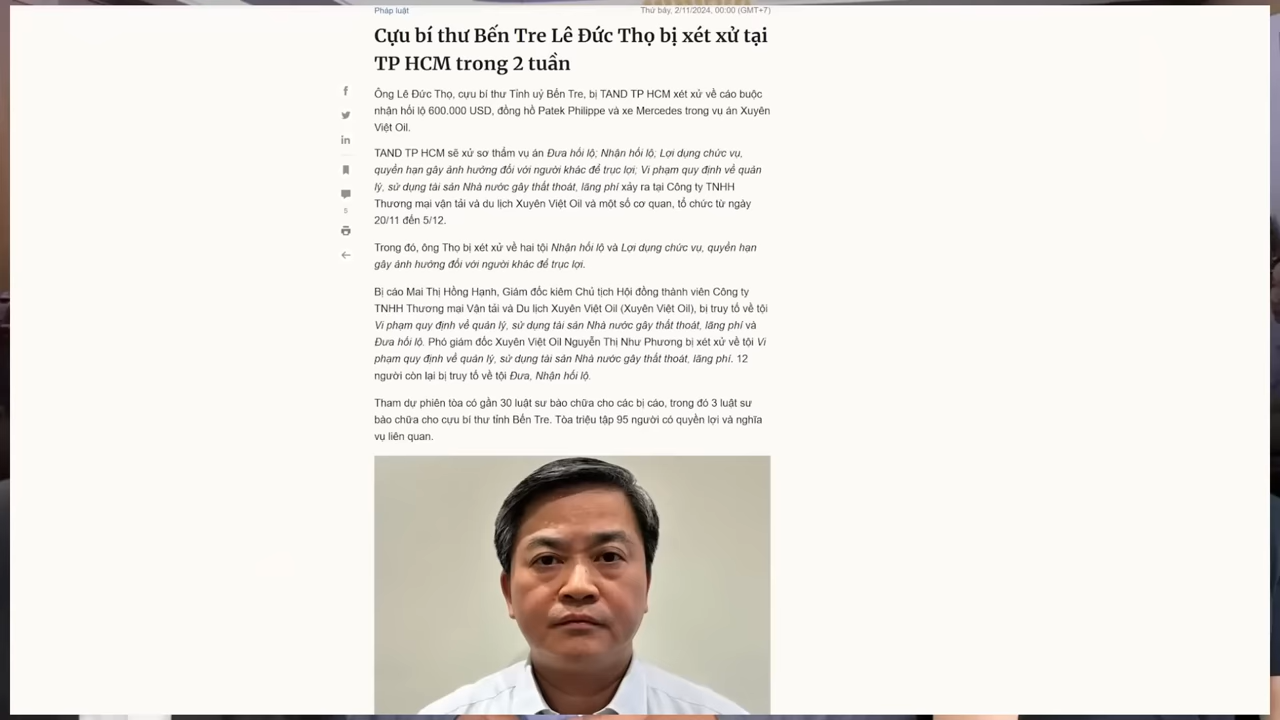 Pháp luật
Thứ bảy, 2/11/2024, 00:00 (GMT+7)
Cựu bí thư Bến Tre Lê Đức Thọ bị xét xử tại
TP HCM trong 2 tuần
Ông Lê Đức Thọ, cựu bí thư Tỉnh uỷ Bến Tre, bị TAND TP HCM xét xử về cáo buộc
nhận hối lộ 600.000 USD, đồng hồ Patek Philippe và xe Mercedes trong vụ án Xuyên
Việt Oil.
TAND TP HCM sẽ xử sơ thẩm vụ án Đưa hối lộ; Nhận hối lộ; Lợi dụng chức vụ,
quyền hạn gây ảnh hưởng đối với người khác để trục lợi; Vi phạm quy định về quản
lý, sử dụng tài sản Nhà nước gây thất thoát, lãng phí xảy ra tại Công ty TNHH
Thương mại vận tải và du lịch Xuyên Việt Oil và một số cơ quan, tổ chức từ ngày
20/11 đến 5/12.
Trong đó, ông Thọ bị xét xử về hai tội Nhận hối lộ và Lợi dụng chức vụ, quyền hạn
gây ảnh hưởng đối với người khác để trục lợi.
Bị cáo Mai Thị Hồng Hạnh, Giám đốc kiêm Chủ tịch Hội đồng thành viên Công ty
TNHH Thương mại Vận tải và Du lịch Xuyên Việt Oil (Xuyên Việt Oil), bị truy tố về tội
Vi phạm quy định về quản lý, sử dụng tài sản Nhà nước gây thất thoát, lãng phí và
Đưa hối lộ. Phó giám đốc Xuyên Việt Oil Nguyễn Thị Như Phương bị xét xử về tội Vi
phạm quy định về quản lý, sử dụng tài sản Nhà nước gây thất thoát, lãng phí. 12
người còn lại bị truy tố về tội Đưa, Nhận hối lộ.
Tham dự phiên tòa có gần 30 luật sư bào chữa cho các bị cáo, trong đó 3 luật sư
bào chữa cho cựu bí thư tỉnh Bến Tre. Tòa triệu tập 95 người có quyền lợi và nghĩa
vụ liên quan.
5